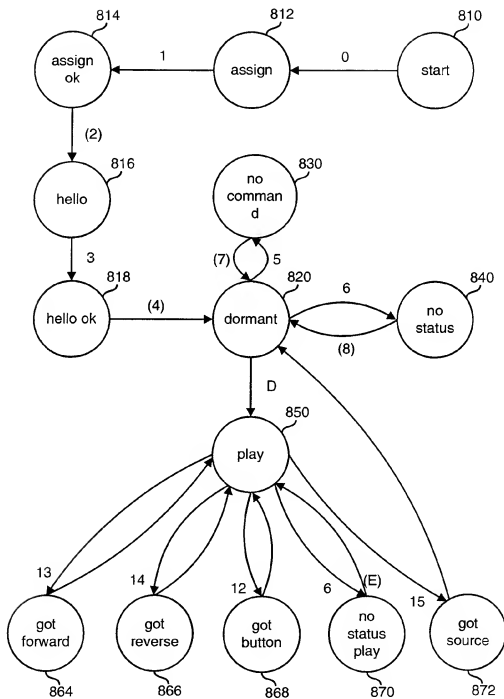 814
812
810
assign
ok
1
assign
0
start
(2)
816
830
hello
no
comman
d
3
(7)
5
820
840
818
6
hello ok
(4)
dormant
no
status
(8)
D
850
play
13
14
12
6
(E)
15
got
forward
got
reverse
got
button
no
status
play
got
source
864
866
868
870
872